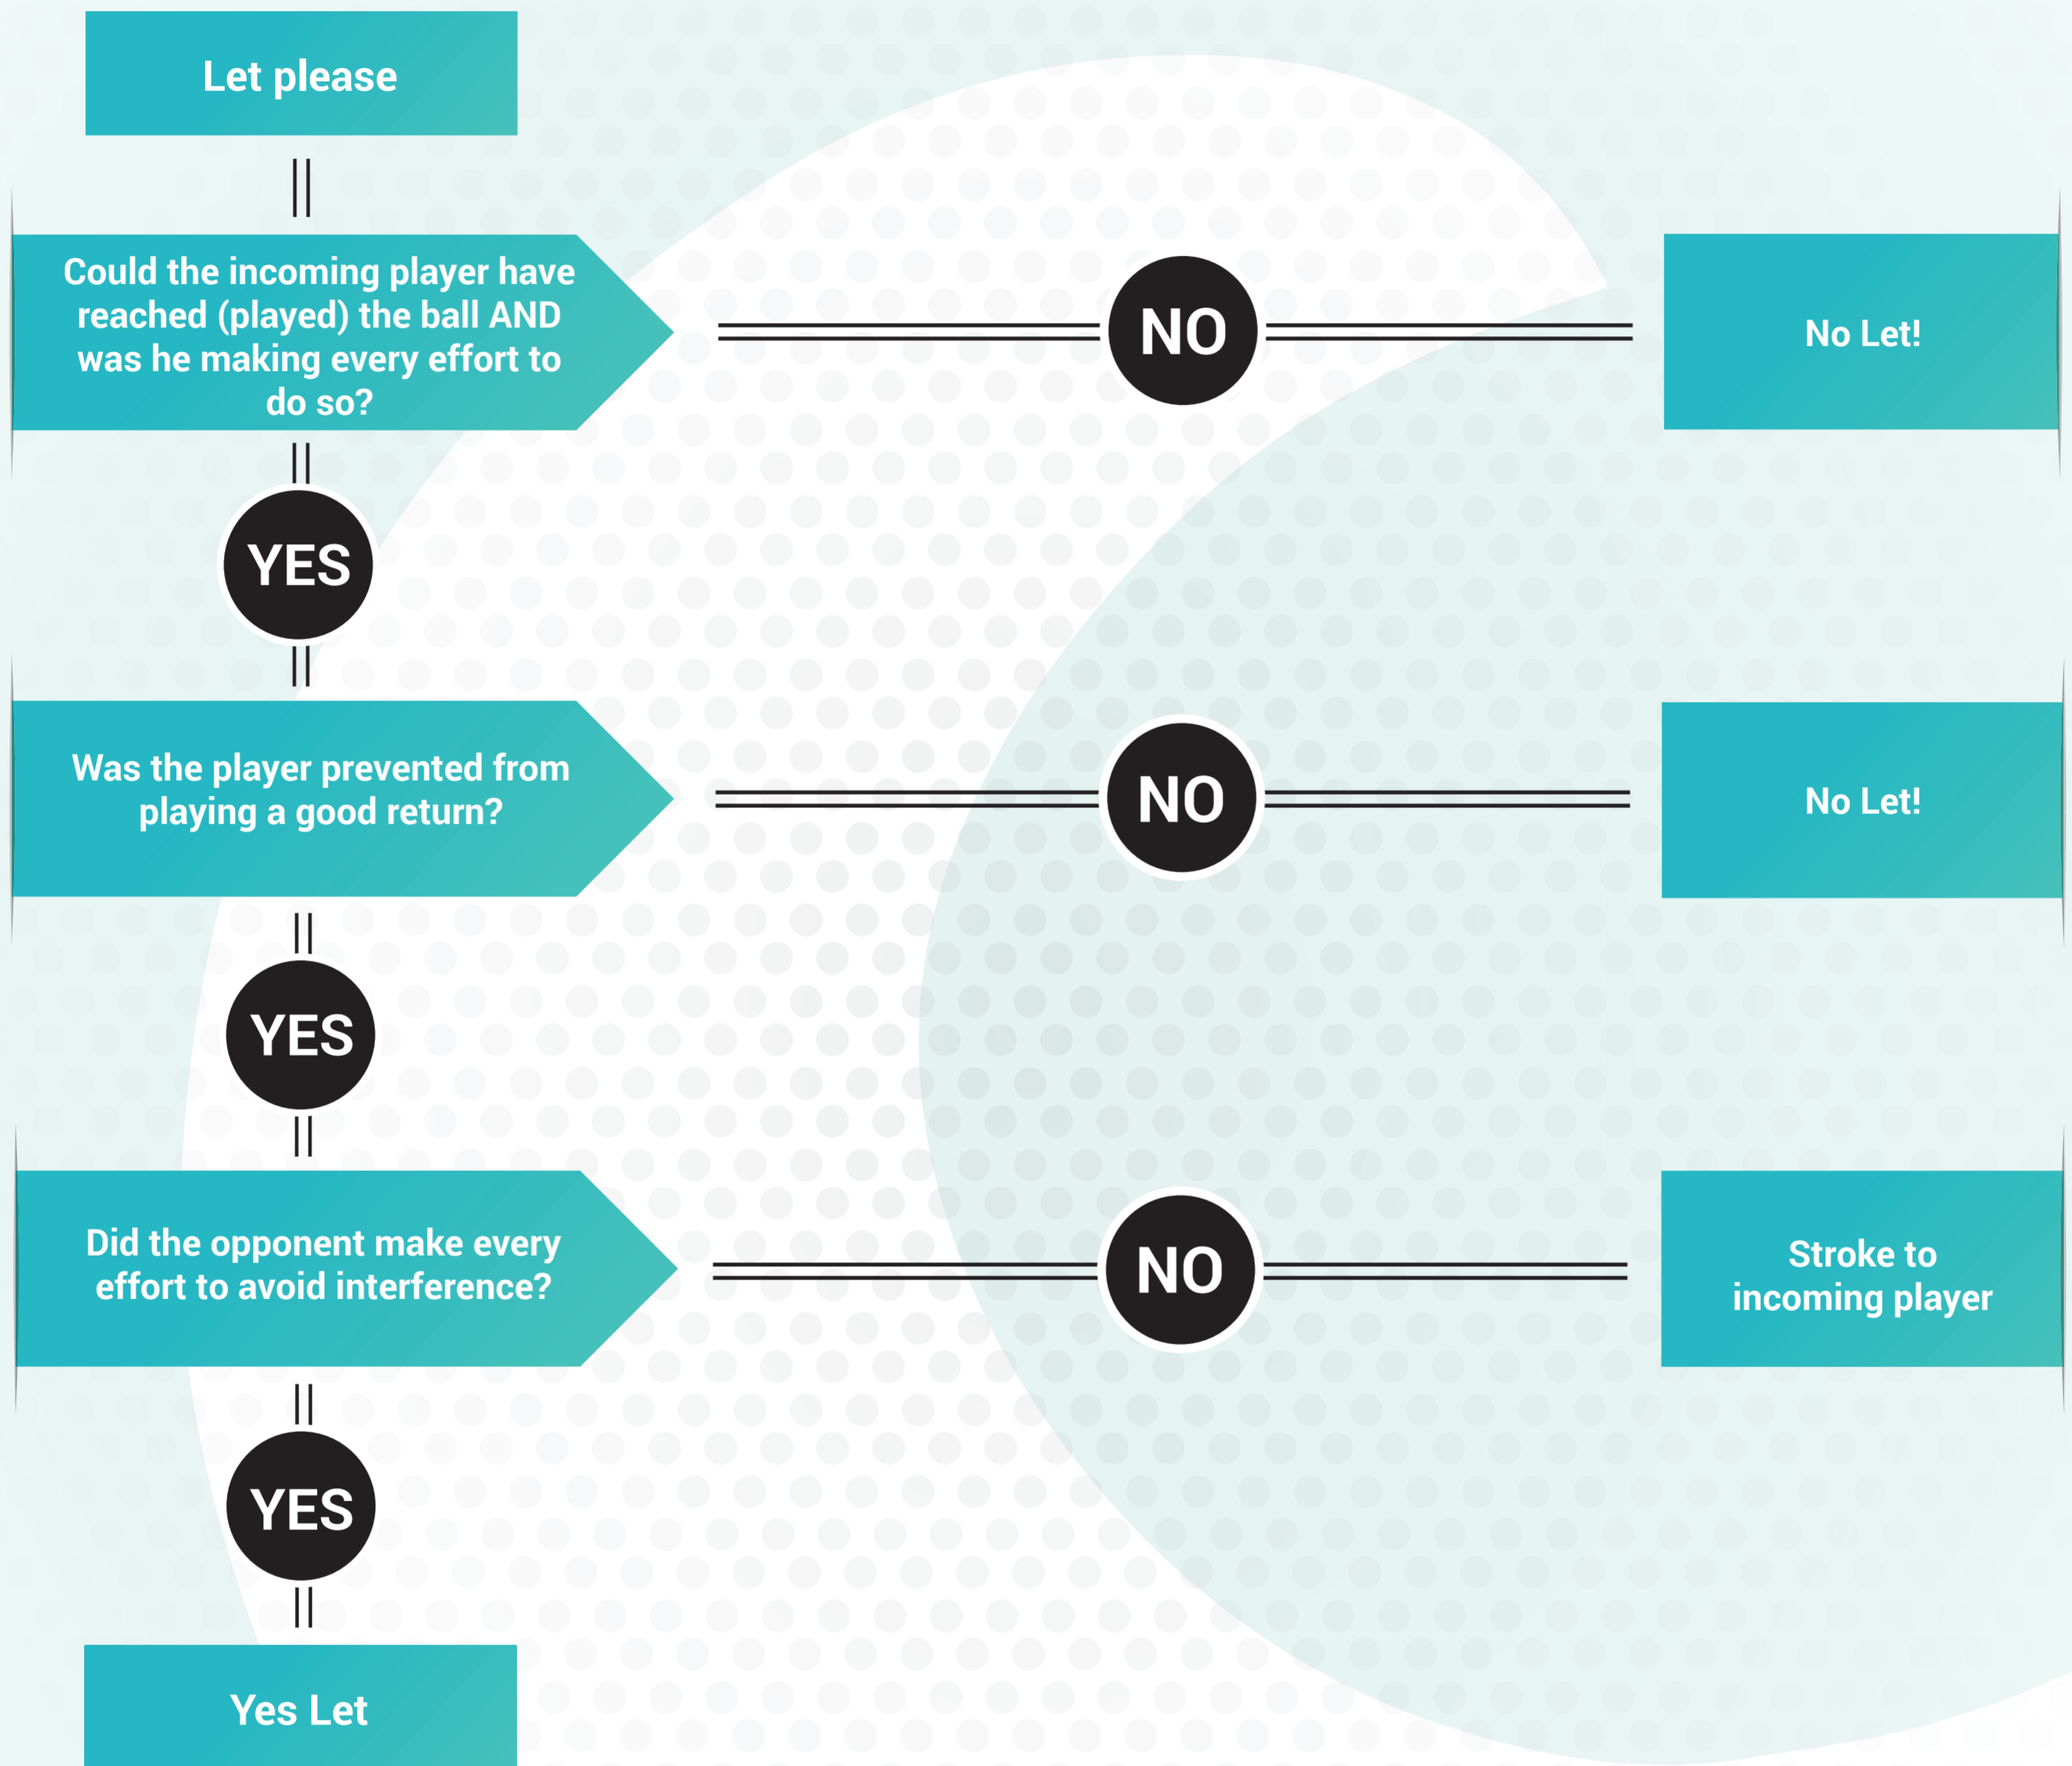 Let please
Could the incoming player have
reached (played) the ball AND
was he making every effort to
do so?
NO
No Let!
YES
Was the player prevented from
playing a good return?
NO
No Let!
YES
Did the opponent make every
effort to avoid interference?
NO
Stroke to
incoming player
YES
Yes Let